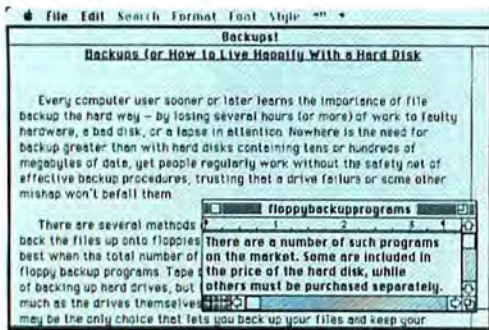 File Edit Search Format Font Style
Backups!
Backups (or How to Live Happily With a Hard Disk
Every computer user sooner or later learns the importance of file
backup the hard way – by losing several hours (or more) of work to faulty
hardware, a bad disk, or a lapse in attention Nowhere is the need for
backup greater than with hard disks containing tens or hundreds of
megabytes of data, yet people regularly work without the safety net of
effective backup procedures, trusting that a drive failure or some other
mishap won't befall them
There are several methods
back the files up onto floppies
best when the total number of
floppy backup programs. Tape
of backing up hard drives, but
much as the drives themselves
may be the only choice that lets you back up your files and keep your
floppybackupprograms
1 2 3
There are a number of such programs
on the market. Some are included in
the price of the hard disk, while
others must be purchased separately.